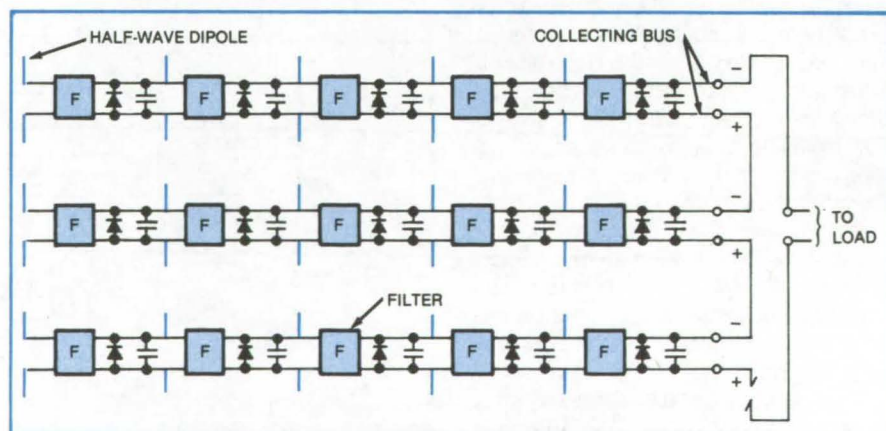 HALF-WAVE DIPOLE
COLLECTING BUS
F F F F F
−
+
F F F F F
−
+
TO
LOAD
FILTER
F F F F F
−
+